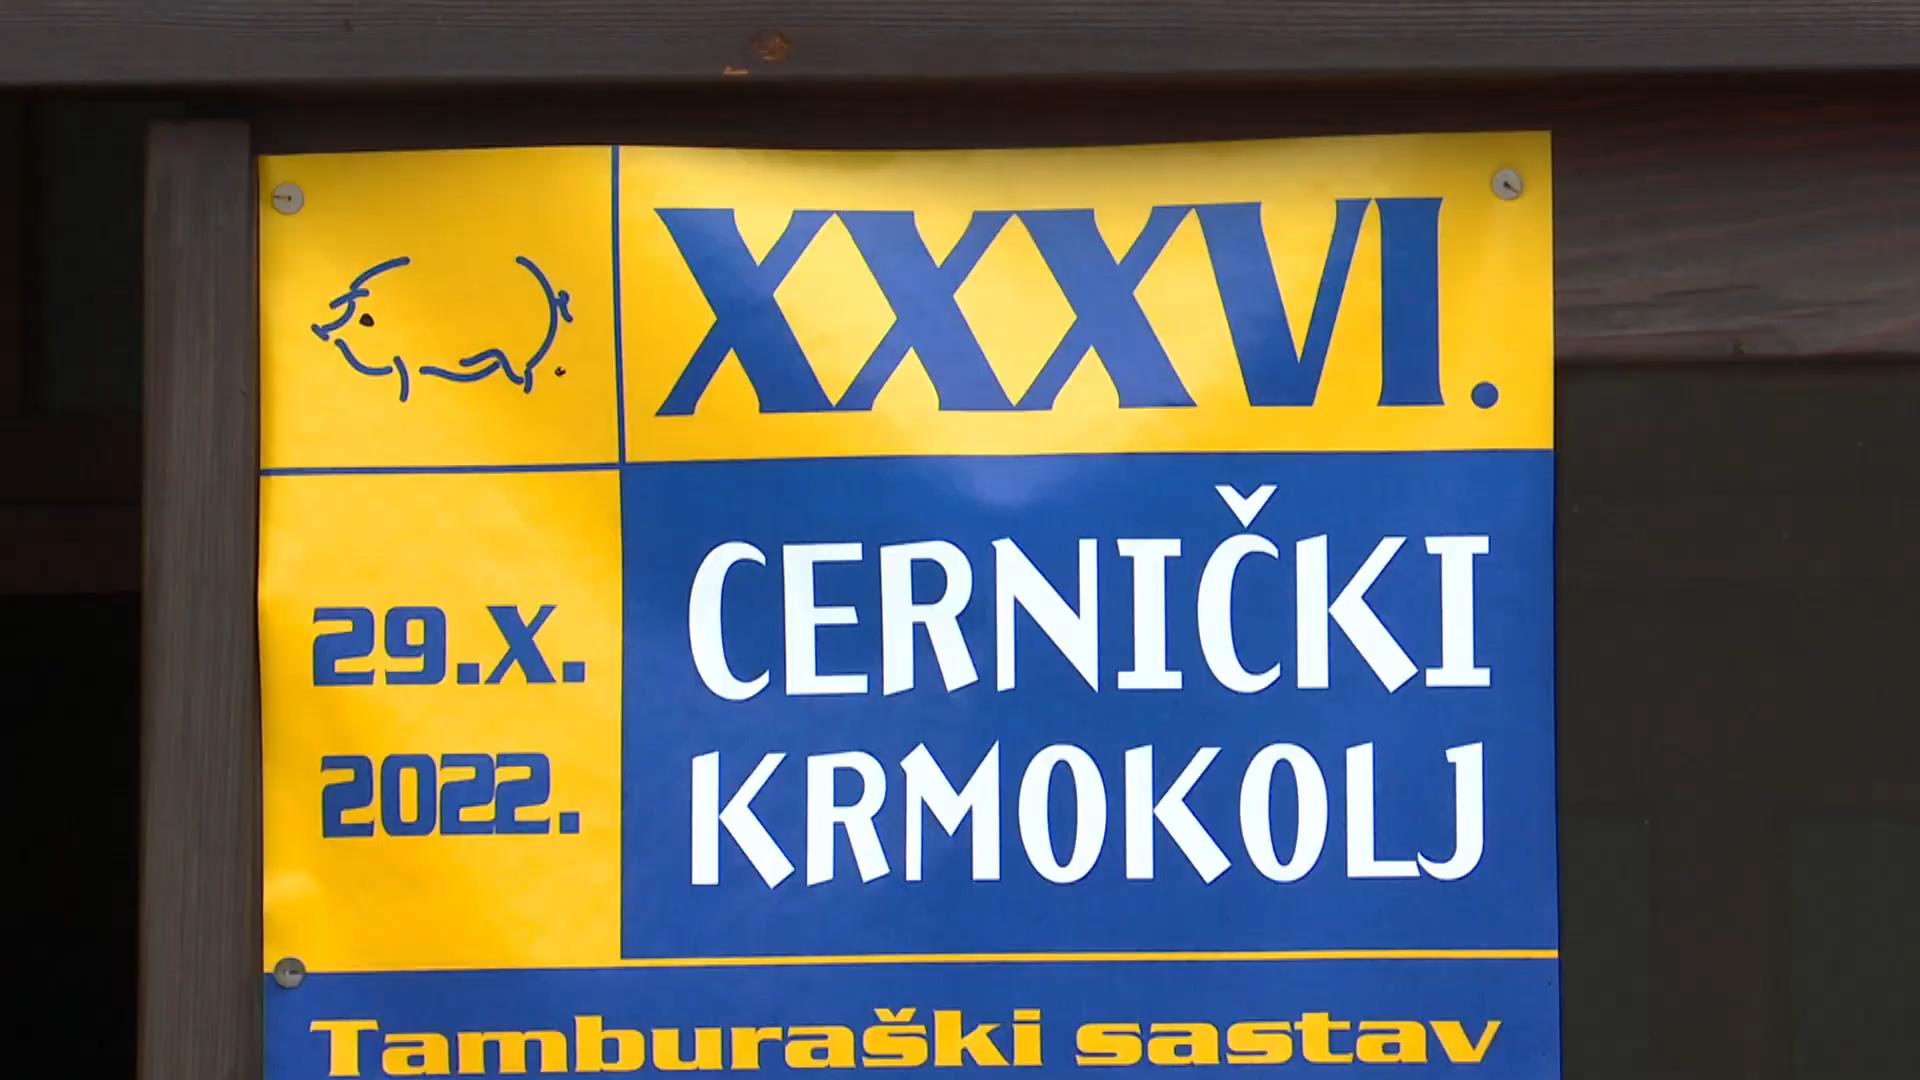 XXXVI.
29.X.
2022.
CERNIČKI
KRMOKOLJ
Tamburaški sastav